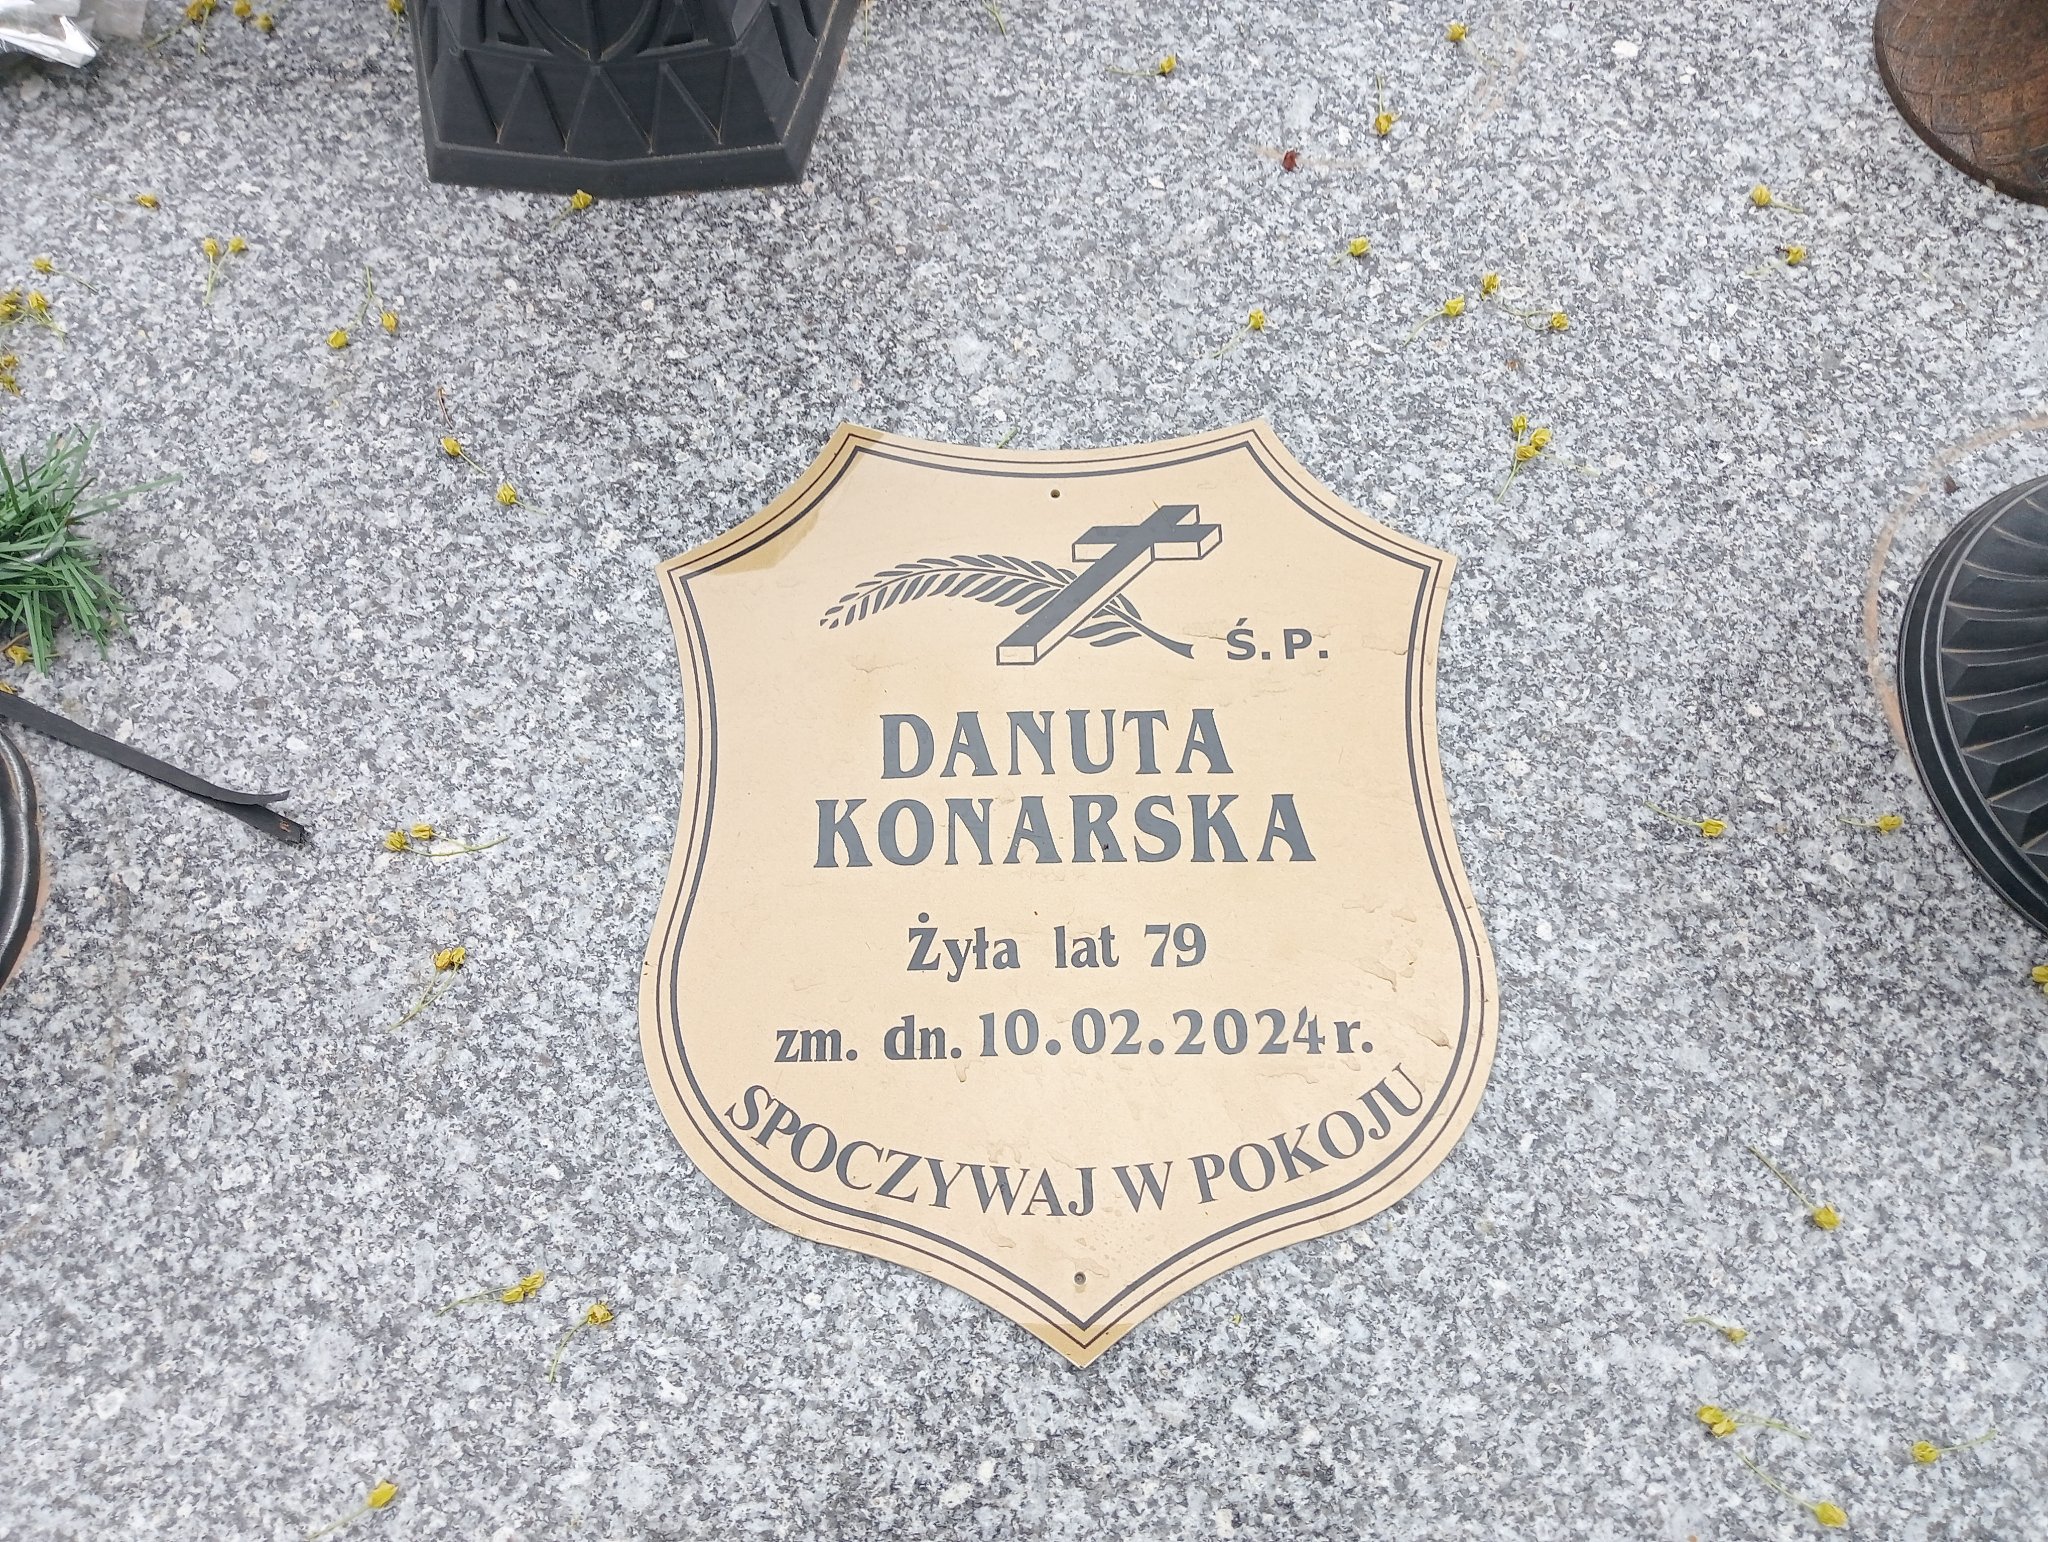 Ś.P.
DANUTA
KONARSKA
Żyła lat 79
zm. dn. 10.02.2024 r.
SPOCZYWAJ W POKOJU